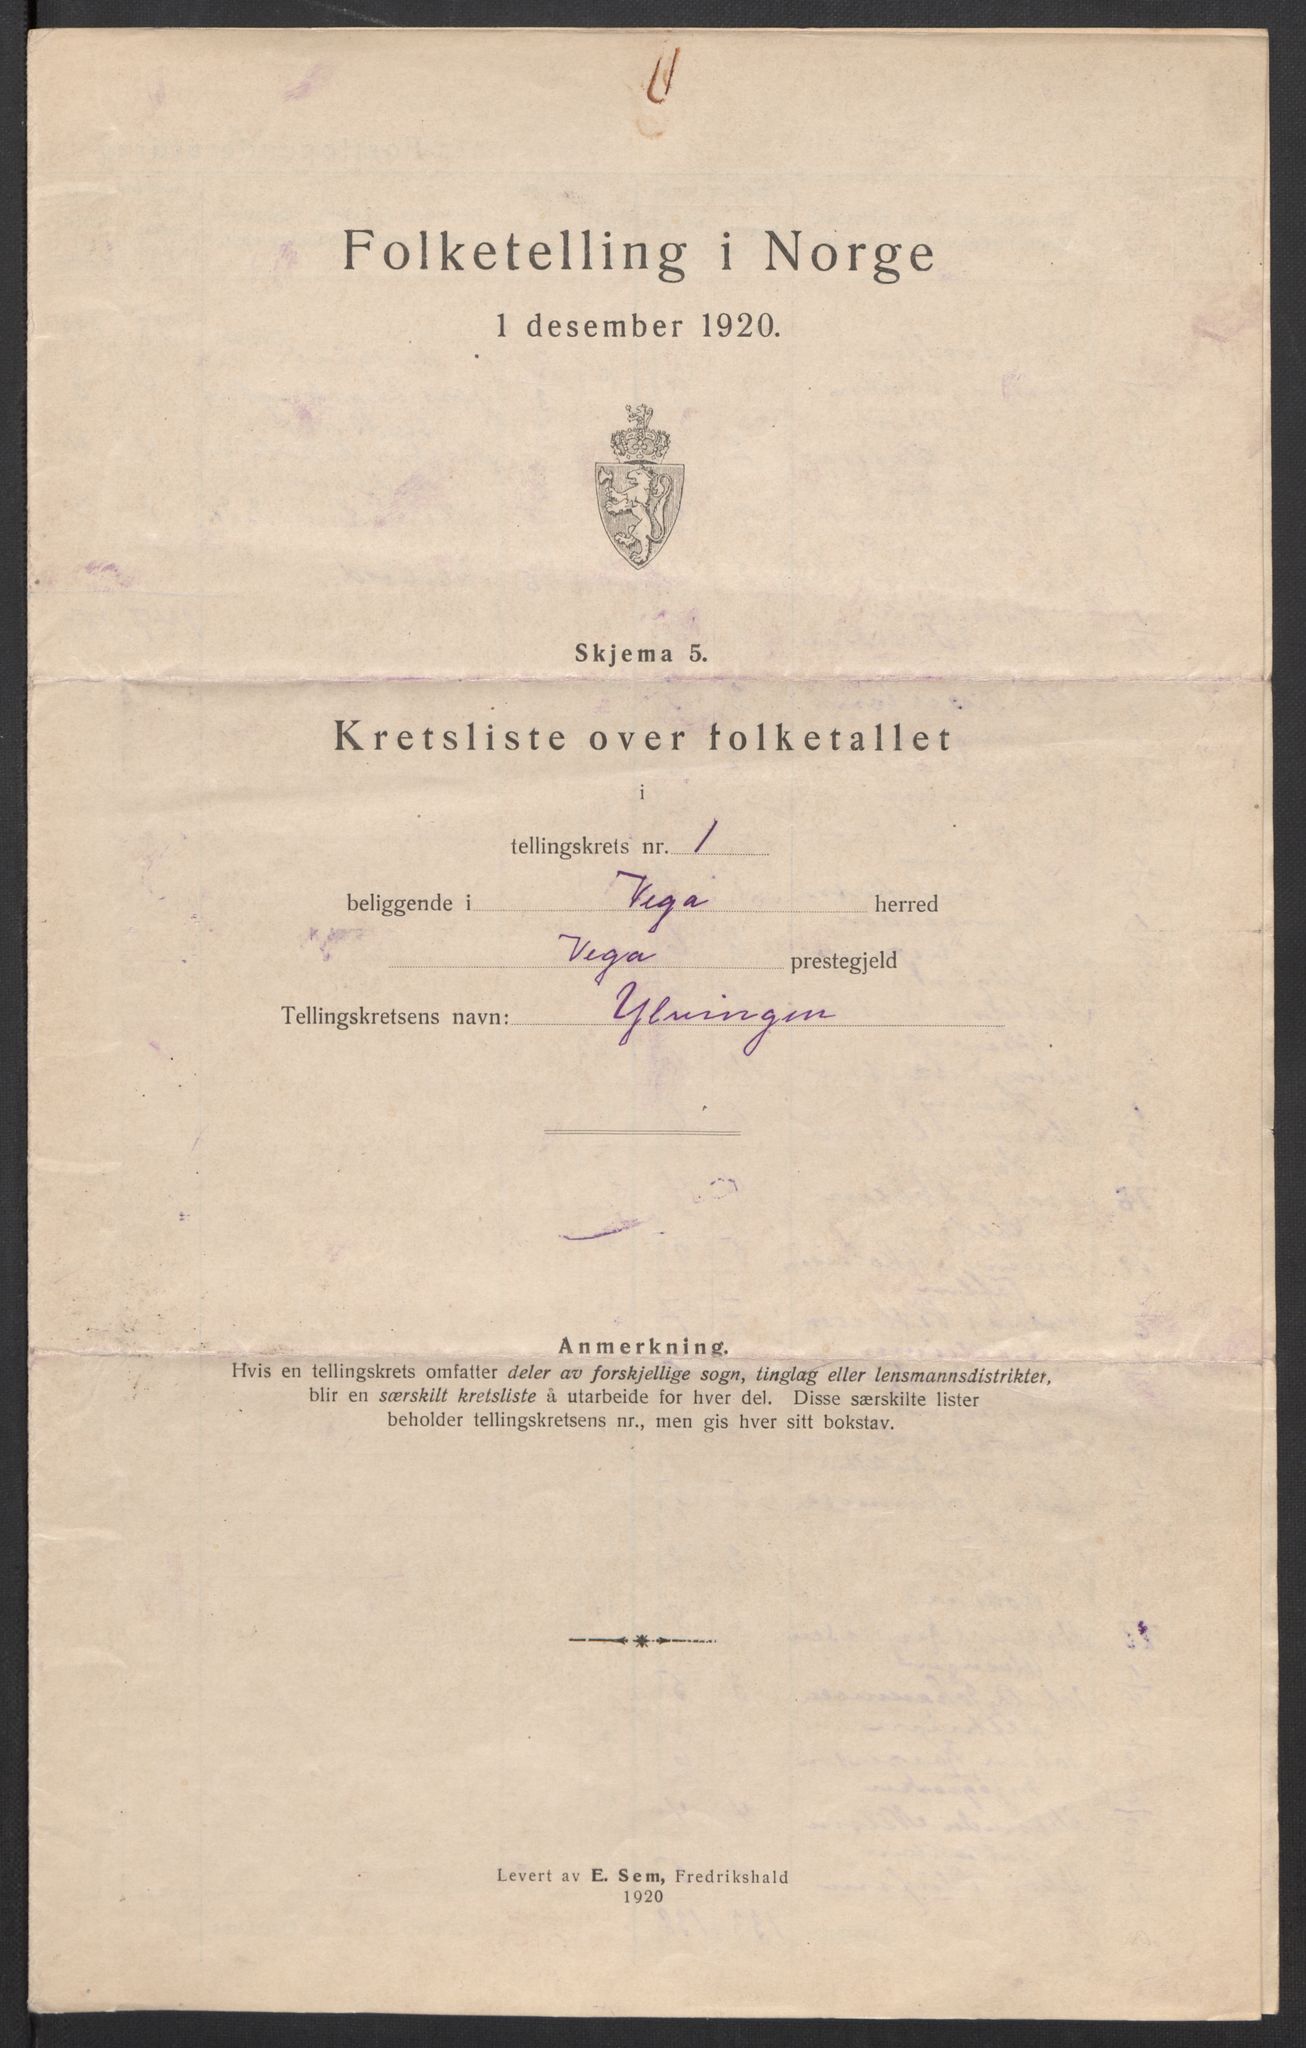 Folketelling i Norge
1 desember 1920.
Skjema 5.
Kretsliste over folketallet
i
tellingskrets nr. 1
beliggende i Vega herred
Vega prestegjeld
Tellingskretsens navn: Ylvingen
Anmerkning.
Hvis en tellingskrets omfatter deler av forskjellige sogn, tinglag eller lensmannsdistrikter,
blir en særskilt kretsliste å utarbeide for hver del. Disse særskilte lister
beholder tellingskretsens nr., men gis hver sitt bokstav.
Levert av E. Sem, Fredrikshald
1920